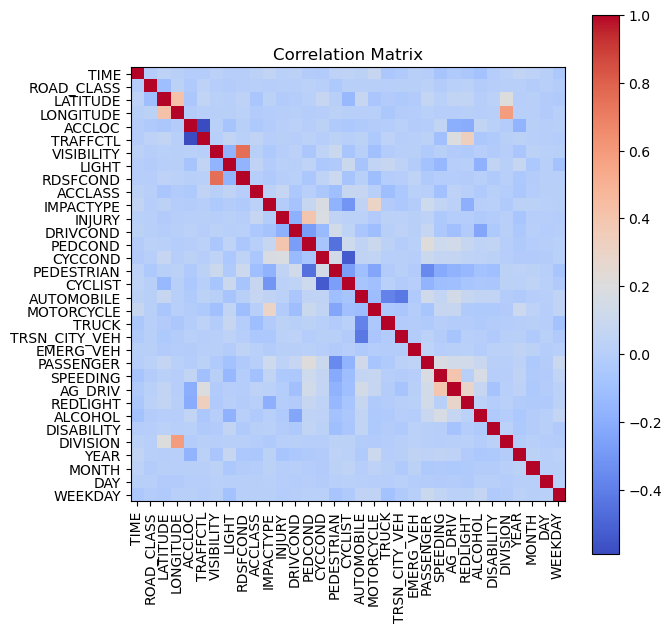 Correlation Matrix
TIME
ROAD_CLASS
LATITUDE
LONGITUDE
ACCLOC
TRAFFCTL
VISIBILITY
LIGHT
RDSFCOND
ACCLASS
IMPACTYPE
INJURY
DRIVCOND
PEDCOND
CYCCOND
PEDESTRIAN
CYCLIST
AUTOMOBILE
MOTORCYCLE
TRUCK
TRSN_CITY_VEH
EMERG_VEH
PASSENGER
SPEEDING
AG_DRIV
REDLIGHT
ALCOHOL
DISABILITY
DIVISION
YEAR
MONTH
DAY
WEEKDAY
TIME
ROAD_CLASS
LATITUDE
LONGITUDE
ACCLOC
TRAFFCTL
VISIBILITY
LIGHT
RDSFCOND
ACCLASS
IMPACTYPE
INJURY
DRIVCOND
PEDCOND
CYCCOND
PEDESTRIAN
CYCLIST
AUTOMOBILE
MOTORCYCLE
TRUCK
TRSN_CITY_VEH
EMERG_VEH
PASSENGER
SPEEDING
AG_DRIV
REDLIGHT
ALCOHOL
DISABILITY
DIVISION
YEAR
MONTH
DAY
WEEKDAY
1.0
0.8
0.6
0.4
0.2
0.0
−0.2
−0.4